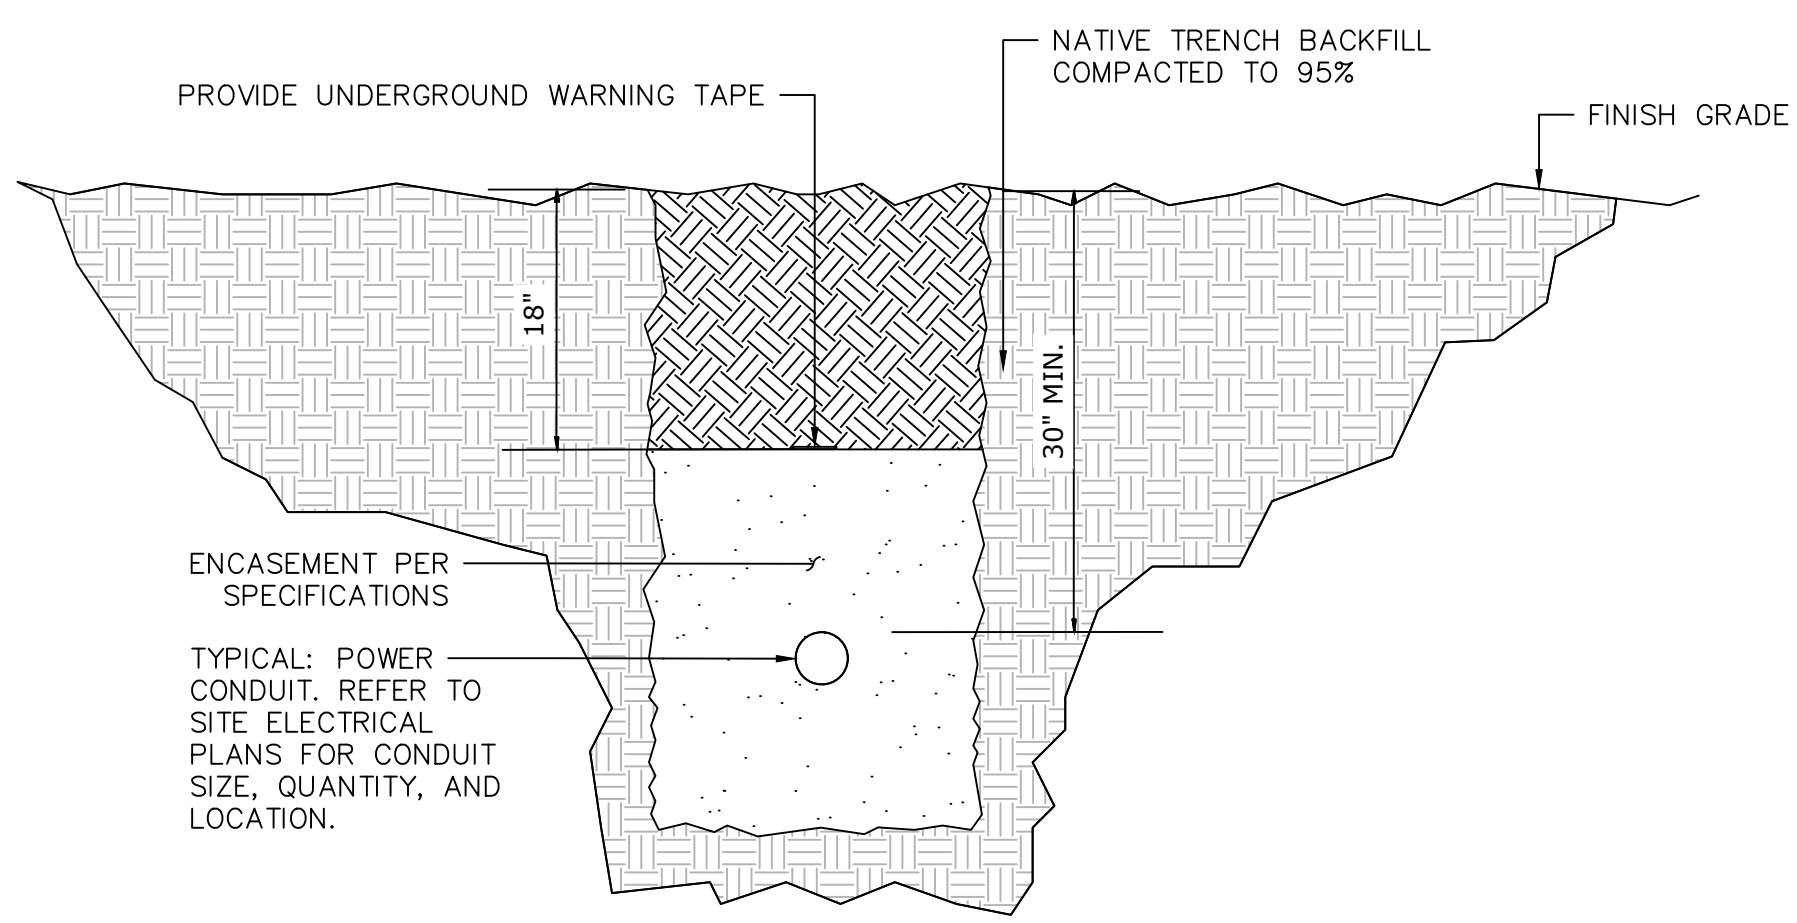 NATIVE TRENCH BACKFILL
COMPACTED TO 95%
PROVIDE UNDERGROUND WARNING TAPE
FINISH GRADE
18"
30" MIN.
ENCASEMENT PER
SPECIFICATIONS
TYPICAL: POWER
CONDUIT. REFER TO
SITE ELECTRICAL
PLANS FOR CONDUIT
SIZE, QUANTITY, AND
LOCATION.